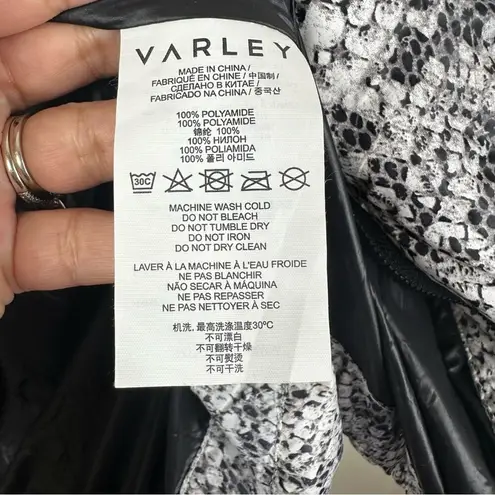 VARLEY
MADE IN CHINA /
FABRIQUÉ EN CHINE / 中国制 /
СДЕЛАНО В КИТАЕ /
FABRICADO NA CHINA / 중국산
100% POLYAMIDE
100% POLYAMIDE
锦纶 100%
100% НИЛОН
100% POLIAMIDA
100% 폴리 아미드
30C
MACHINE WASH COLD
DO NOT BLEACH
DO NOT TUMBLE DRY
DO NOT IRON
DO NOT DRY CLEAN
LAVER À LA MACHINE À L'EAU FROIDE
NE PAS BLANCHIR
NÃO SECAR À MÁQUINA
NE PAS REPASSER
NE PAS NETTOYER À SEC
机洗. 最高洗涤温度30ºC
不可漂白
不可翻转干燥
不可熨烫
不可干洗